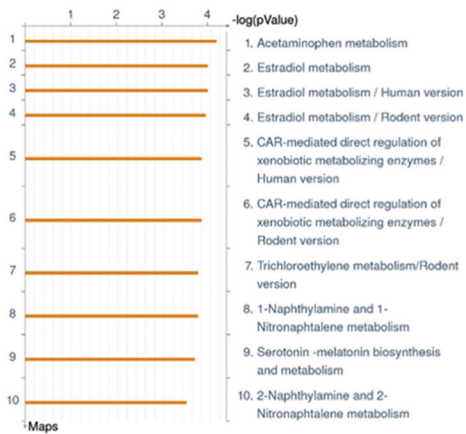 1 2 3 4 -log(pValue)
1 1. Acetaminophen metabolism
2 2. Estradiol metabolism
3 3. Estradiol metabolism / Human version
4 4. Estradiol metabolism / Rodent version
5 5. CAR-mediated direct regulation of
xenobiotic metabolizing enzymes /
Human version
6 6. CAR-mediated direct regulation of
xenobiotic metabolizing enzymes /
Rodent version
7 7. Trichloroethylene metabolism/Rodent
version
8 8. 1-Naphthylamine and 1-
Nitronaphtalene metabolism
9 9. Serotonin -melatonin biosynthesis
and metabolism
10 10. 2-Naphthylamine and 2-
Nitronaphtalene metabolism
Maps